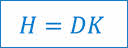 H = DK